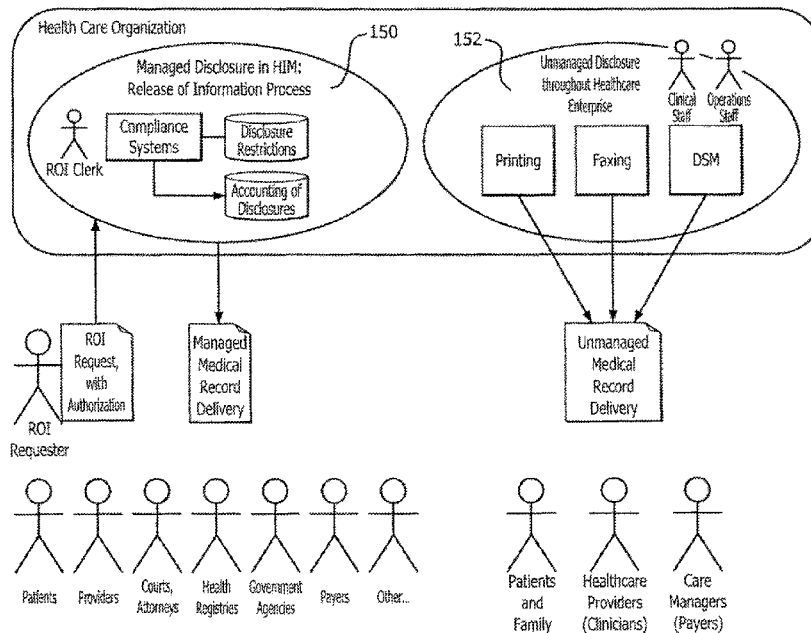 Health Care Organization
150
Managed Disclosure in HIM:
Release of Information Process
ROI Clerk
Compliance
Systems
Disclosure
Restrictions
Accounting of
Disclosures
152
Unmanaged Disclosure
throughout Healthcare
Enterprise
Clinical
Staff
Operations
Staff
Printing
Faxing
DSM
ROI
Requester
ROI
Request,
with
Authorization
Managed
Medical
Record
Delivery
Unmanaged
Medical
Record
Delivery
Patients
Providers
Courts,
Attorneys
Health
Registries
Government
Agencies
Payers
Other...
Patients
and
Family
Healthcare
Providers
(Clinicians)
Care
Managers
(Payers)